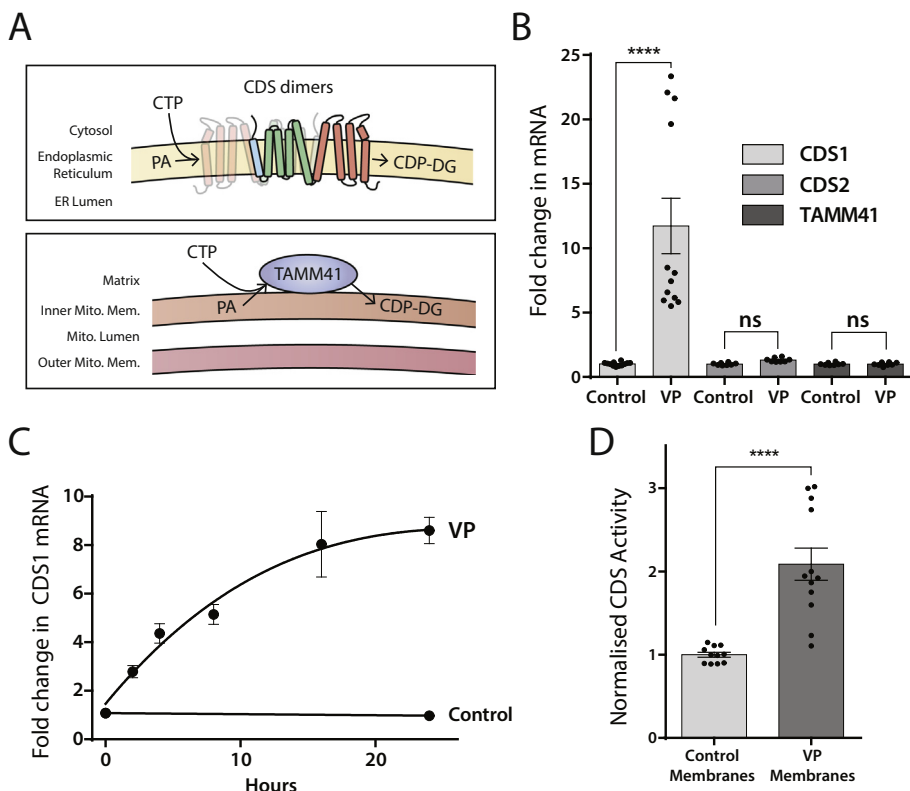 A
CDS dimers
CTP
Cytosol
Endoplasmic
Reticulum
PA
CDP-DG
ER Lumen
CTP
TAMM41
Matrix
Inner Mito. Mem.
PA
CDP-DG
Mito. Lumen
Outer Mito. Mem.
B
Fold change in mRNA
25
20
15
10
5
0
****
ns
ns
CDS1
CDS2
TAMM41
Control VP Control VP Control VP
C
Fold change in CDS1 mRNA
10
8
6
4
2
0
VP
Control
0 10 20
Hours
D
Normalised CDS Activity
3
2
1
0
****
Control
Membranes
VP
Membranes